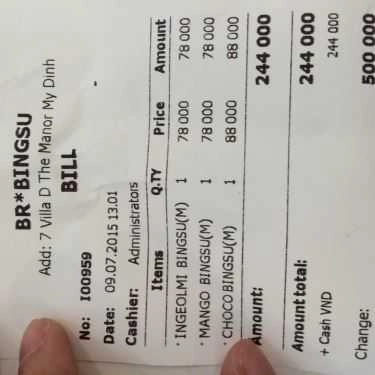 BR*BINGSU
Add: 7 Villa D The Manor My Dinh
BILL
No: I00959 -
Date: 09.07.2015 13.01
Cashier: Administrators
Items Q.TY Price Amount
· INGEOLMI BINGSU(M) 1 78 000 78 000
· MANGO BINGSU(M) 1 78 000 78 000
· CHOCO BINGSU(M) 1 88 000 88 000
Amount: 244 000
Amount total: 244 000
+ Cash VND 244 000
Change: 500 000